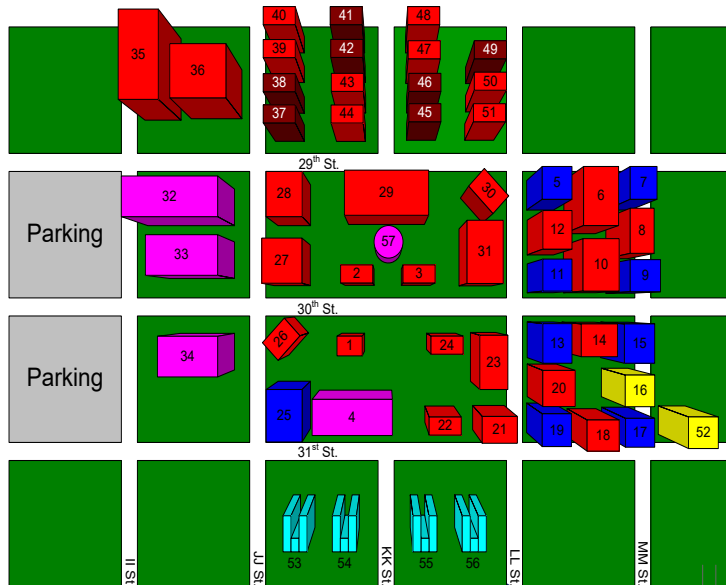 40 41 48
35 39 42 47 49
36
38 43 46 50
37 44 45 51
29th St.
32 28 29 30 5 6 7
Parking 57 12 8
33 27 31
2 3 11 10 9
30th St.
26 1 24 23 13 14 15
34
Parking 20 16
25 4 22 21 19 18 17 52
31st St.
53 54 55 56
II St.
JJ St.
KK St.
LL St.
MM St.